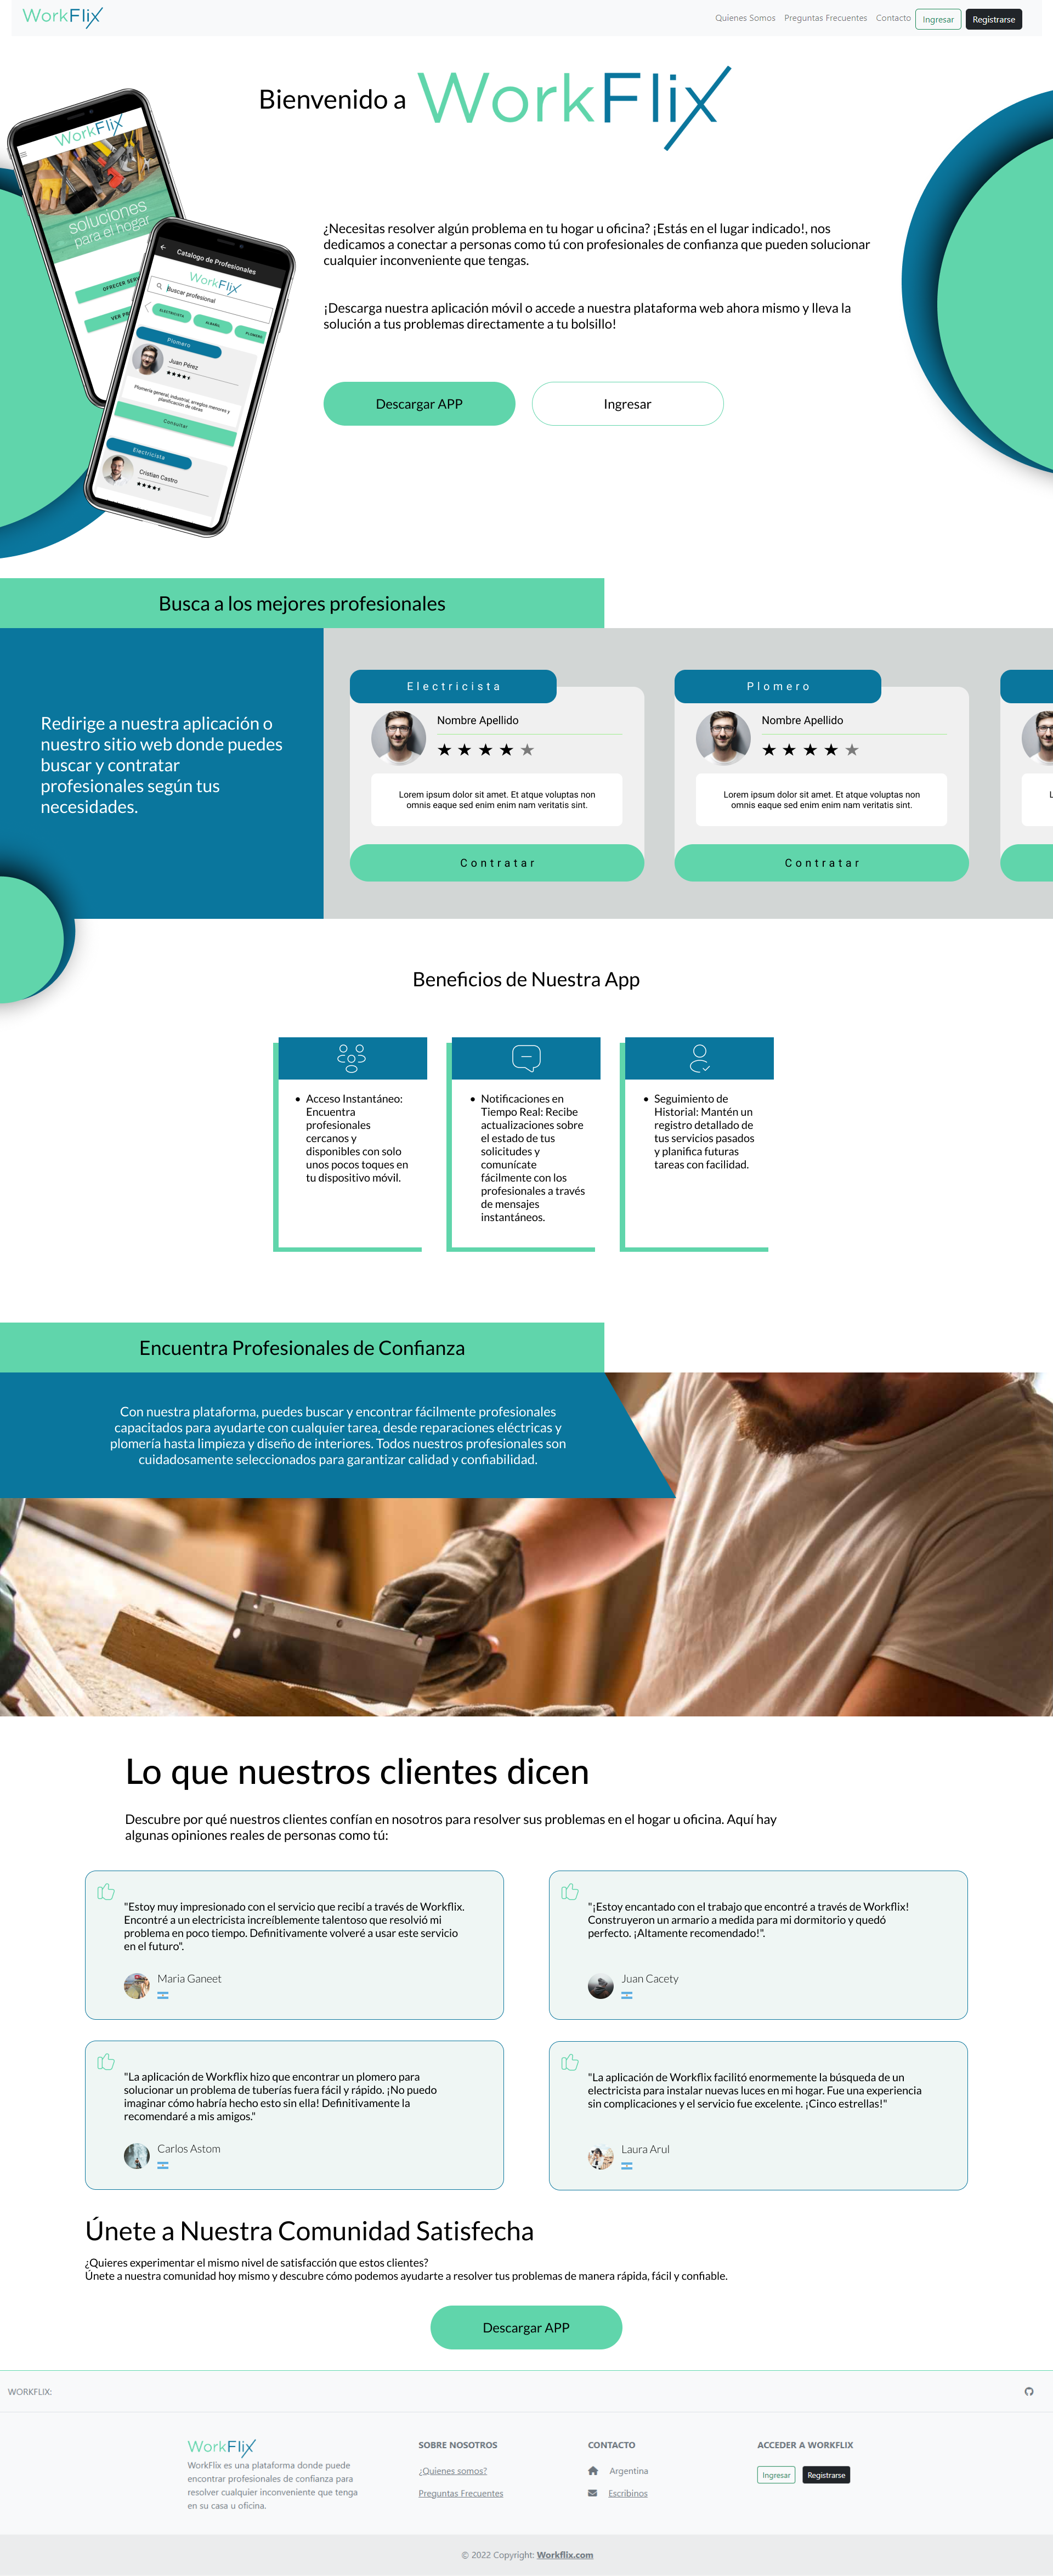 WorkFlix
Quienes Somos Preguntas Frecuentes Contacto Ingresar Registrarse
Bienvenido a WorkFlix
WorkFlix
soluciones
para el hogar
OFRECER SER
VER P
Catalogo de Profesionales
WorkFlix
Buscar profesional
ELECTRICISTA
Plomero
Juan Pérez
Plomería general, industrial, arreglos menores y
planificacion de obras.
Consultar
Electricista
Cristian Castro
¿Necesitas resolver algún problema en tu hogar u oficina? ¡Estás en el lugar indicado!, nos
dedicamos a conectar a personas como tú con profesionales de confianza que pueden solucionar
cualquier inconveniente que tengas.
¡Descarga nuestra aplicación móvil o accede a nuestra plataforma web ahora mismo y lleva la
solución a tus problemas directamente a tu bolsillo!
Descargar APP Ingresar
Busca a los mejores profesionales
Redirige a nuestra aplicación o
nuestro sitio web donde puedes
buscar y contratar
profesionales según tus
necesidades.
Electricista
Nombre Apellido
Lorem ipsum dolor sit amet. Et atque voluptas non
omnis eaque sed enim enim nam veritatis sint.
Contratar
Plomero
Nombre Apellido
Lorem ipsum dolor sit amet. Et atque voluptas non
omnis eaque sed enim enim nam veritatis sint.
Contratar
L
Beneficios de Nuestra App
Acceso Instantáneo:
Encuentra
profesionales
cercanos y
disponibles con solo
unos pocos toques en
tu dispositivo móvil.
Notificaciones en
Tiempo Real: Recibe
actualizaciones sobre
el estado de tus
solicitudes y
comunícate
fácilmente con los
profesionales a través
de mensajes
instantáneos.
Seguimiento de
Historial: Mantén un
registro detallado de
tus servicios pasados
y planifica futuras
tareas con facilidad.
Encuentra Profesionales de Confianza
Con nuestra plataforma, puedes buscar y encontrar fácilmente profesionales
capacitados para ayudarte con cualquier tarea, desde reparaciones eléctricas y
plomería hasta limpieza y diseño de interiores. Todos nuestros profesionales son
cuidadosamente seleccionados para garantizar calidad y confiabilidad.
Lo que nuestros clientes dicen
Descubre por qué nuestros clientes confían en nosotros para resolver sus problemas en el hogar u oficina. Aquí hay
algunas opiniones reales de personas como tú:
"Estoy muy impresionado con el servicio que recibí a través de Workflix.
Encontré a un electricista increíblemente talentoso que resolvió mi
problema en poco tiempo. Definitivamente volveré a usar este servicio
en el futuro".
Maria Ganeet
"¡Estoy encantado con el trabajo que encontré a través de Workflix!
Construyeron un armario a medida para mi dormitorio y quedó
perfecto. ¡Altamente recomendado!".
Juan Cacety
"La aplicación de Workflix hizo que encontrar un plomero para
solucionar un problema de tuberías fuera fácil y rápido. ¡No puedo
imaginar cómo habría hecho esto sin ella! Definitivamente la
recomendaré a mis amigos."
Carlos Astom
"La aplicación de Workflix facilitó enormemente la búsqueda de un
electricista para instalar nuevas luces en mi hogar. Fue una experiencia
sin complicaciones y el servicio fue excelente. ¡Cinco estrellas!"
Laura Arul
Únete a Nuestra Comunidad Satisfecha
¿Quieres experimentar el mismo nivel de satisfacción que estos clientes?
Únete a nuestra comunidad hoy mismo y descubre cómo podemos ayudarte a resolver tus problemas de manera rápida, fácil y confiable.
Descargar APP
WORKFLIX:
WorkFlix
WorkFlix es una plataforma donde puede
encontrar profesionales de confianza para
resolver cualquier inconveniente que tenga
en su casa u oficina.
SOBRE NOSOTROS
¿Quienes somos?
Preguntas Frecuentes
CONTACTO
Argentina
Escribinos
ACCEDER A WORKFLIX
Ingresar Registrarse
© 2022 Copyright: Workflix.com